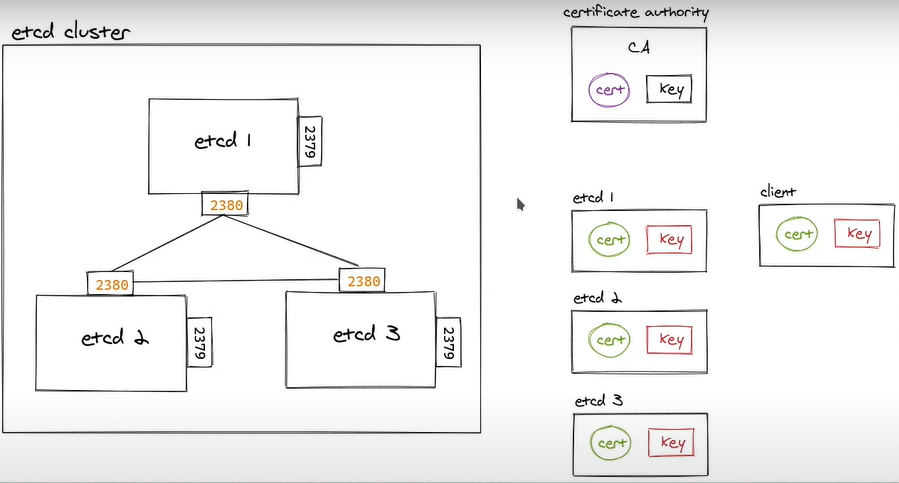 etcd cluster
etcd 1
2379
2380
2380
2380
etcd 2
2379
etcd 3
2379
certificate authority
CA
cert
key
etcd 1
cert
key
client
cert
key
etcd 2
cert
key
etcd 3
cert
key